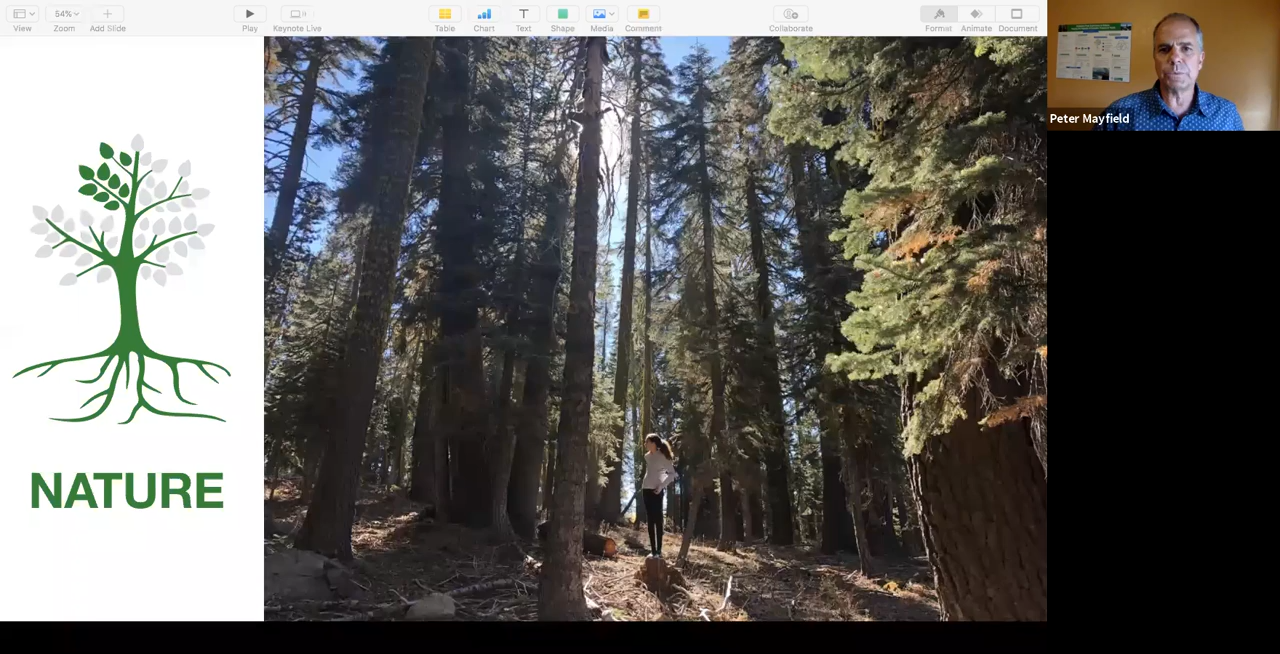 View
54%
Zoom
Add Slide
Play
Keynote Live
Table
Chart
Text
Shape
Media
Comment
Collaborate
Format
Animate
Document
Peter Mayfield
NATURE